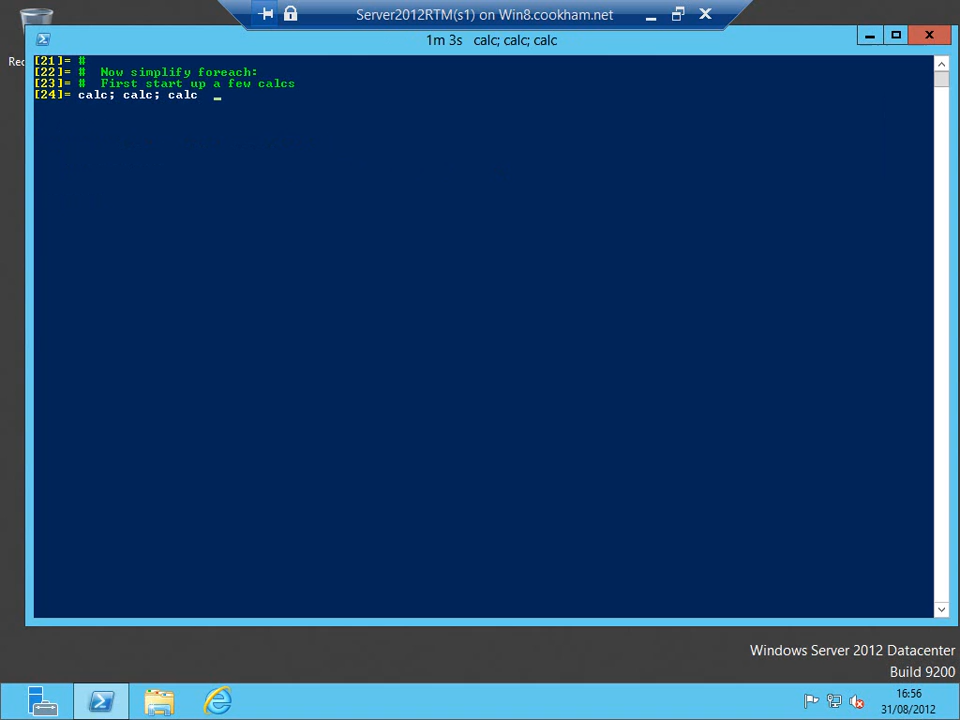 Server2012RTM(s1) on Win8.cookham.net
1m 3s calc; calc; calc
Rec
[21]= #
[22]= # Now simplify foreach:
[23]= # First start up a few calcs
[24]= calc; calc; calc _
Windows Server 2012 Datacenter
Build 9200
16:56
31/08/2012